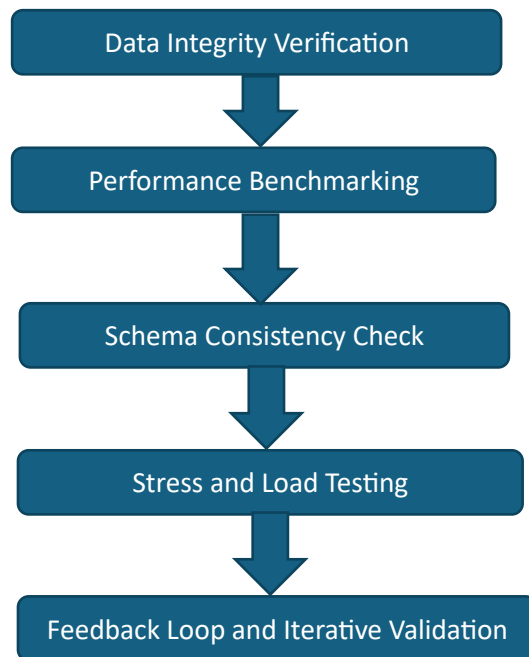 Data Integrity Verification
Performance Benchmarking
Schema Consistency Check
Stress and Load Testing
Feedback Loop and Iterative Validation